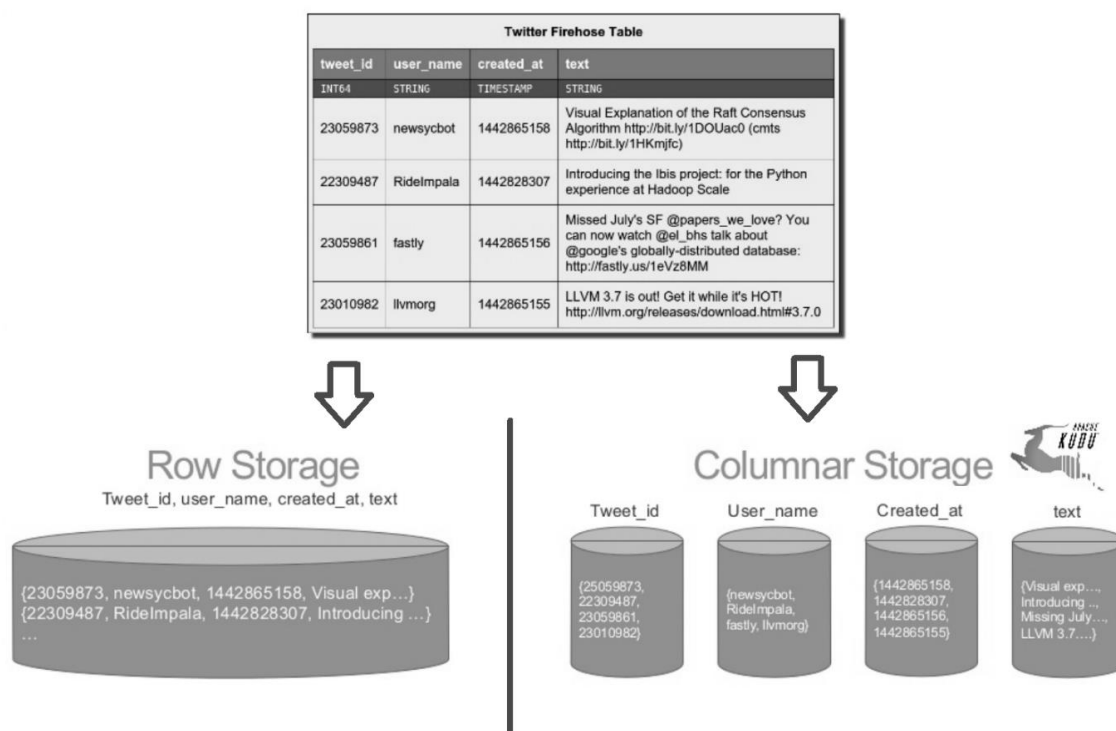 Twitter Firehose Table
tweet_id user_name created_at text
INT64 STRING TIMESTAMP STRING
23059873 newsycbot 1442865158 Visual Explanation of the Raft Consensus
Algorithm http://bit.ly/1DOUac0 (cmts
http://bit.ly/1HKmjfc)
22309487 RideImpala 1442828307 Introducing the Ibis project: for the Python
experience at Hadoop Scale
23059861 fastly 1442865156 Missed July's SF @papers_we_love? You
can now watch @el_bhs talk about
@google's globally-distributed database:
http://fastly.us/1eVz8MM
23010982 llvmorg 1442865155 LLVM 3.7 is out! Get it while it's HOT!
http://llvm.org/releases/download.html#3.7.0
Row Storage
Tweet_id, user_name, created_at, text
{23059873, newsycbot, 1442865158, Visual exp…}
{22309487, RideImpala, 1442828307, Introducing …}
…
Columnar Storage
APACHE
KUDU
Tweet_id
{25059873,
22309487,
23059861,
23010982}
User_name
{newsycbot,
RideImpala,
fastly, llvmorg}
Created_at
{1442865158,
1442828307,
1442865156,
1442865155}
text
{Visual exp…,
Introducing ..,
Missing July…,
LLVM 3.7….}